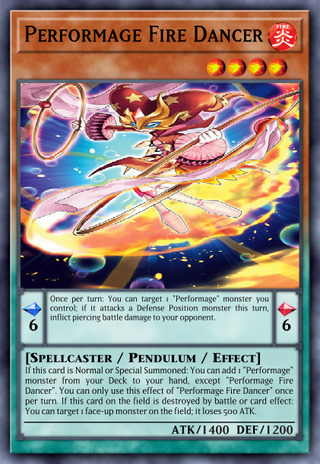 Performage Fire Dancer
FIRE
炎
Once per turn: You can target 1 "Performage" monster you
control; if it attacks a Defense Position monster this turn,
inflict piercing battle damage to your opponent.
6
6
[Spellcaster / Pendulum / Effect]
If this card is Normal or Special Summoned: You can add 1 "Performage"
monster from your Deck to your hand, except "Performage Fire
Dancer". You can only use this effect of "Performage Fire Dancer" once
per turn. If this card on the field is destroyed by battle or card effect:
You can target 1 face-up monster on the field; it loses 500 ATK.
ATK/1400 DEF/1200